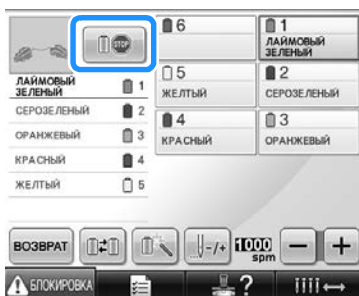 STOP
ЛАЙМОВЫЙ
ЗЕЛЕНЫЙ
1
СЕРОЗЕЛЕНЫЙ
2
ОРАНЖЕВЫЙ
3
КРАСНЫЙ
4
ЖЕЛТЫЙ
5
6
1
ЛАЙМОВЫЙ
ЗЕЛЕНЫЙ
5
ЖЕЛТЫЙ
2
СЕРОЗЕЛЕНЫЙ
4
КРАСНЫЙ
3
ОРАНЖЕВЫЙ
ВОЗВРАТ
-/+
1000
spm
- +
БЛОКИРОВКА
?